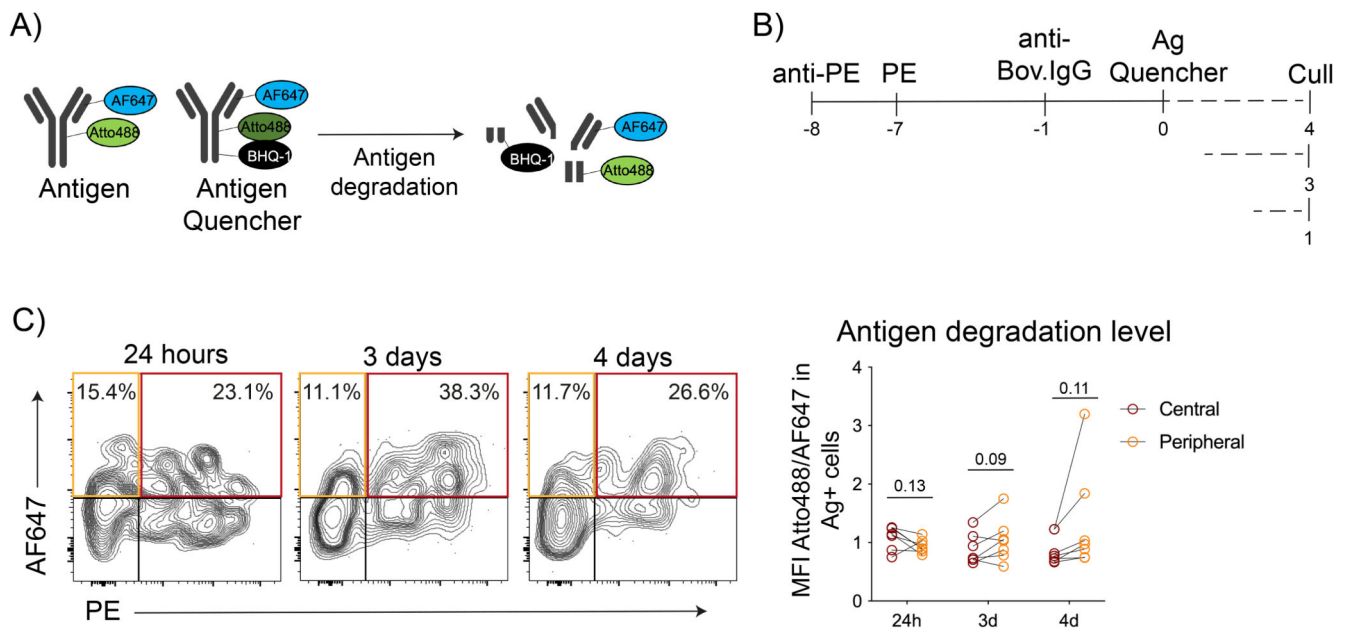 A)
AF647
Atto488
Antigen
AF647
Atto488
BHQ-1
Antigen
Quencher
Antigen
degradation
BHQ-1
AF647
Atto488
B)
anti-PE
PE
anti-
Bov.IgG
Ag
Quencher
Cull
-8
-7
-1
0
4
3
1
C)
24 hours
3 days
4 days
15.4%
23.1%
11.1%
38.3%
11.7%
26.6%
AF647
PE
Antigen degradation level
MFI Atto488/AF647 in
Ag+ cells
4
3
2
1
0
0.13
0.09
0.11
24h
3d
4d
Central
Peripheral